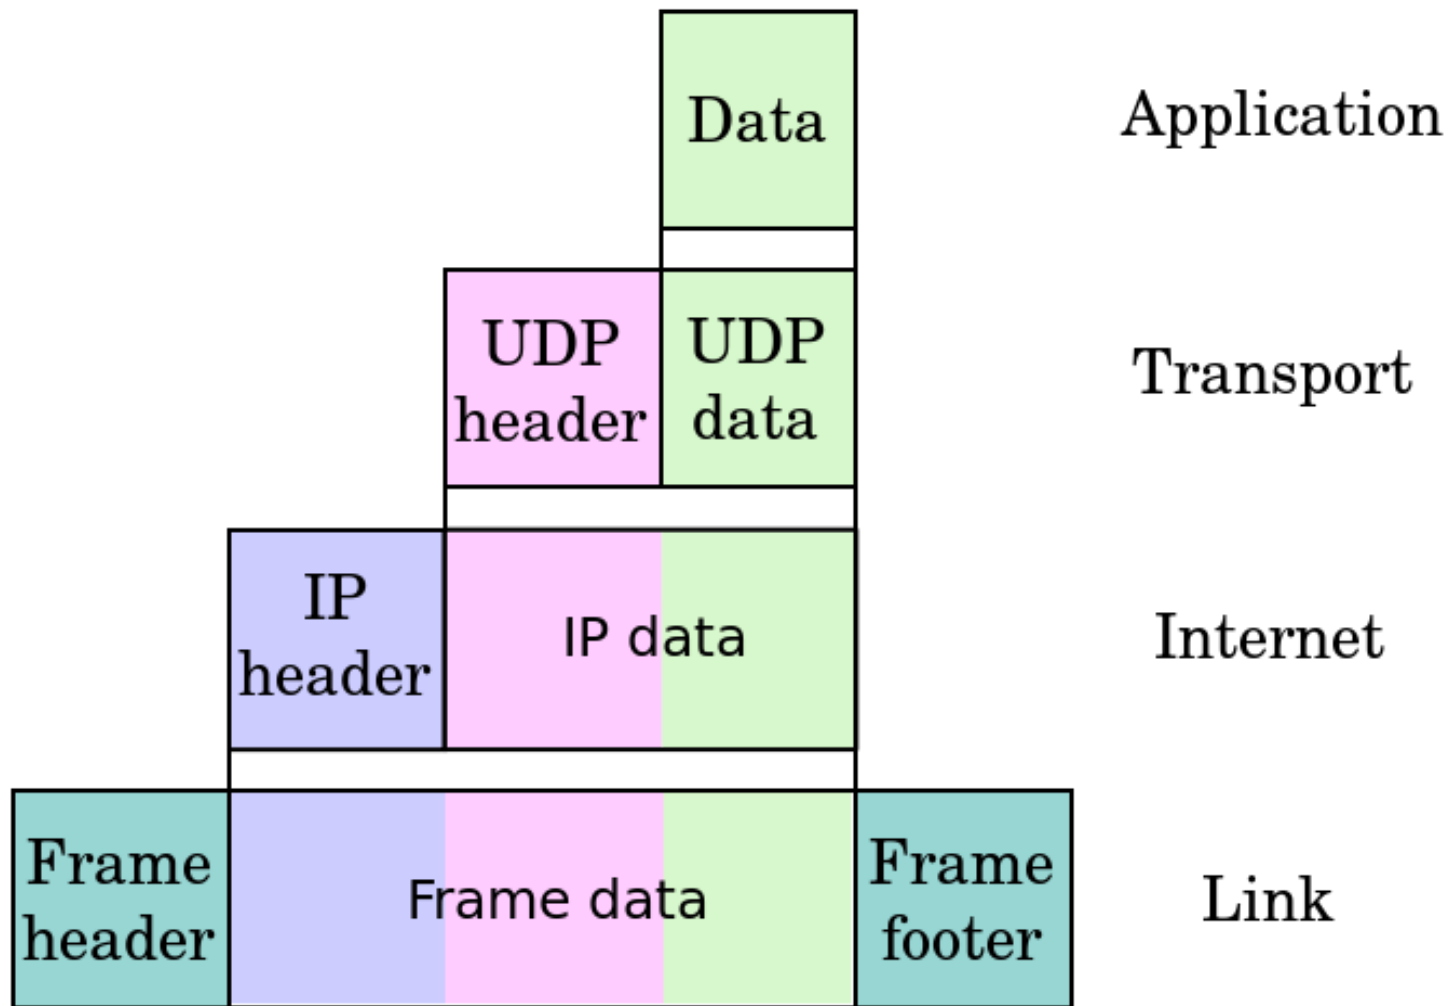 Data
Application
UDP
header
UDP
data
Transport
IP
header
IP data
Internet
Frame
header
Frame data
Frame
footer
Link